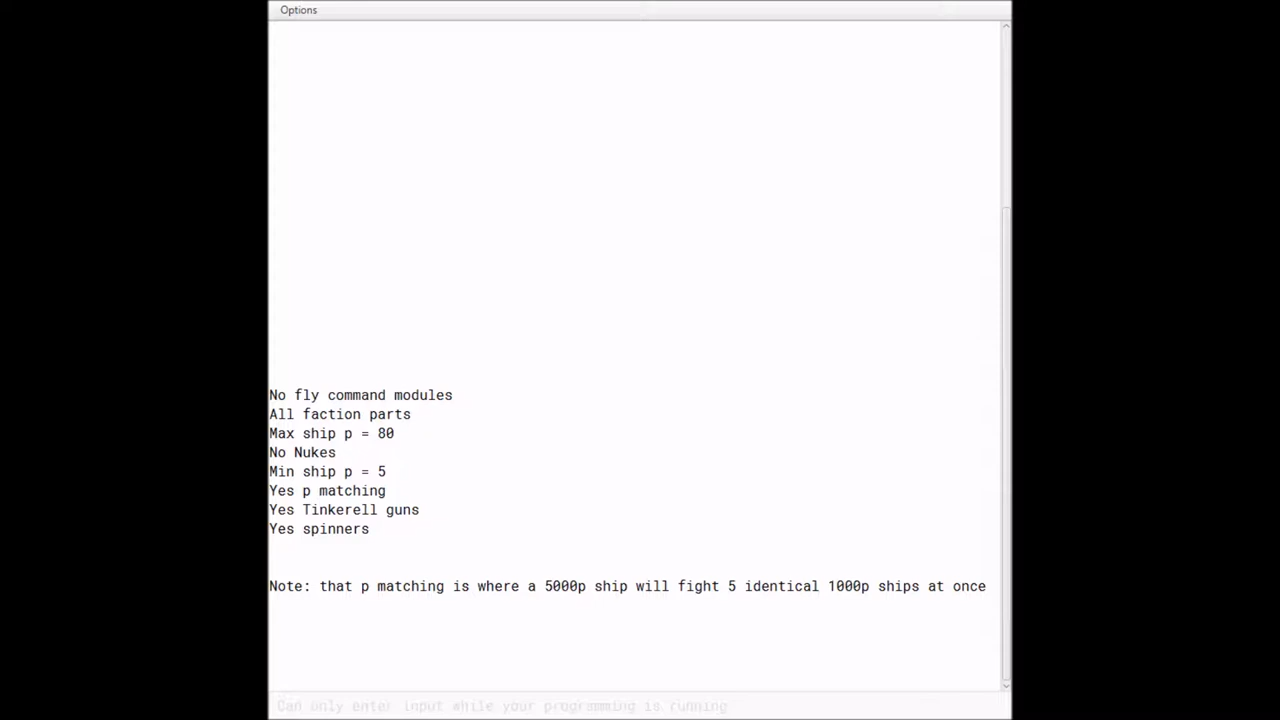 Options
No fly command modules
All faction parts
Max ship p = 80
No Nukes
Min ship p = 5
Yes p matching
Yes Tinkerell guns
Yes spinners
Note: that p matching is where a 5000p ship will fight 5 identical 1000p ships at once
Can only enter input while your programming is running